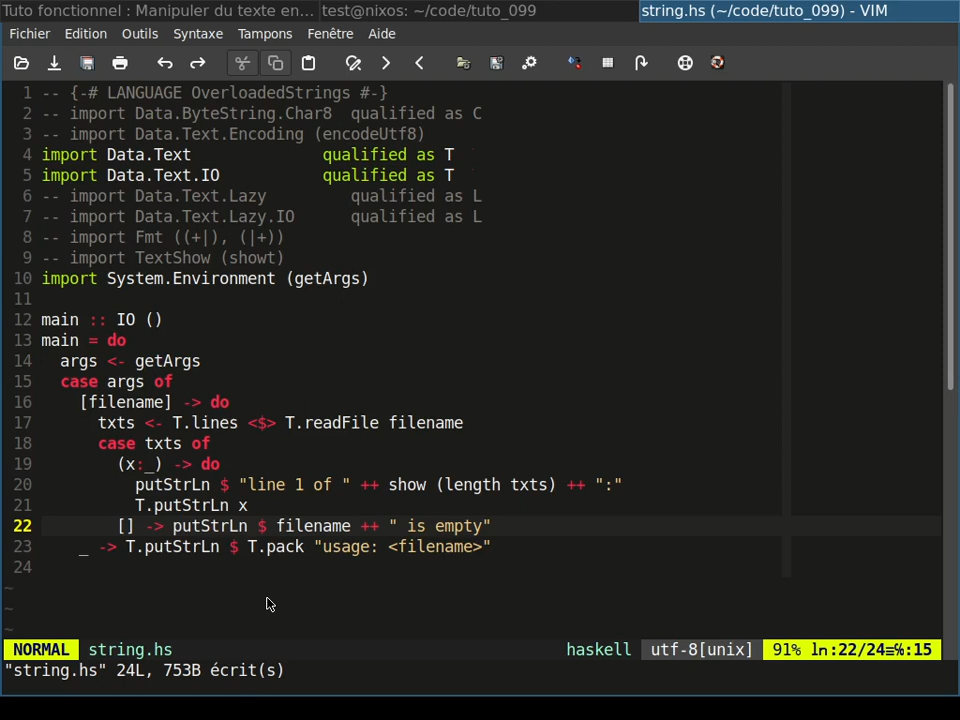 Tuto fonctionnel : Manipuler du texte en... test@nixos: ~/code/tuto_099 string.hs (~/code/tuto_099) - VIM
Fichier Edition Outils Syntaxe Tampons Fenêtre Aide
1 -- {-# LANGUAGE OverloadedStrings #-}
2 -- import Data.ByteString.Char8  qualified as C
3 -- import Data.Text.Encoding (encodeUtf8)
4 import Data.Text              qualified as T
5 import Data.Text.IO           qualified as T
6 -- import Data.Text.Lazy         qualified as L
7 -- import Data.Text.Lazy.IO      qualified as L
8 -- import Fmt ((+|), (|+))
9 -- import TextShow (showt)
10 import System.Environment (getArgs)
11
12 main :: IO ()
13 main = do
14   args <- getArgs
15   case args of
16     [filename] -> do
17       txts <- T.lines <$> T.readFile filename
18       case txts of
19         (x:_) -> do
20           putStrLn $ "line 1 of " ++ show (length txts) ++ ":"
21           T.putStrLn x
22         [] -> putStrLn $ filename ++ " is empty"
23     _ -> T.putStrLn $ T.pack "usage: <filename>"
24
~
~
~
NORMAL string.hs haskell utf-8[unix] 91% ln:22/24≡℅:15
"string.hs" 24L, 753B écrit(s)